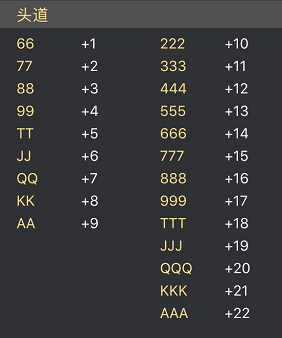 头道
66 +1 222 +10
77 +2 333 +11
88 +3 444 +12
99 +4 555 +13
TT +5 666 +14
JJ +6 777 +15
QQ +7 888 +16
KK +8 999 +17
AA +9 TTT +18
JJJ +19
QQQ +20
KKK +21
AAA +22